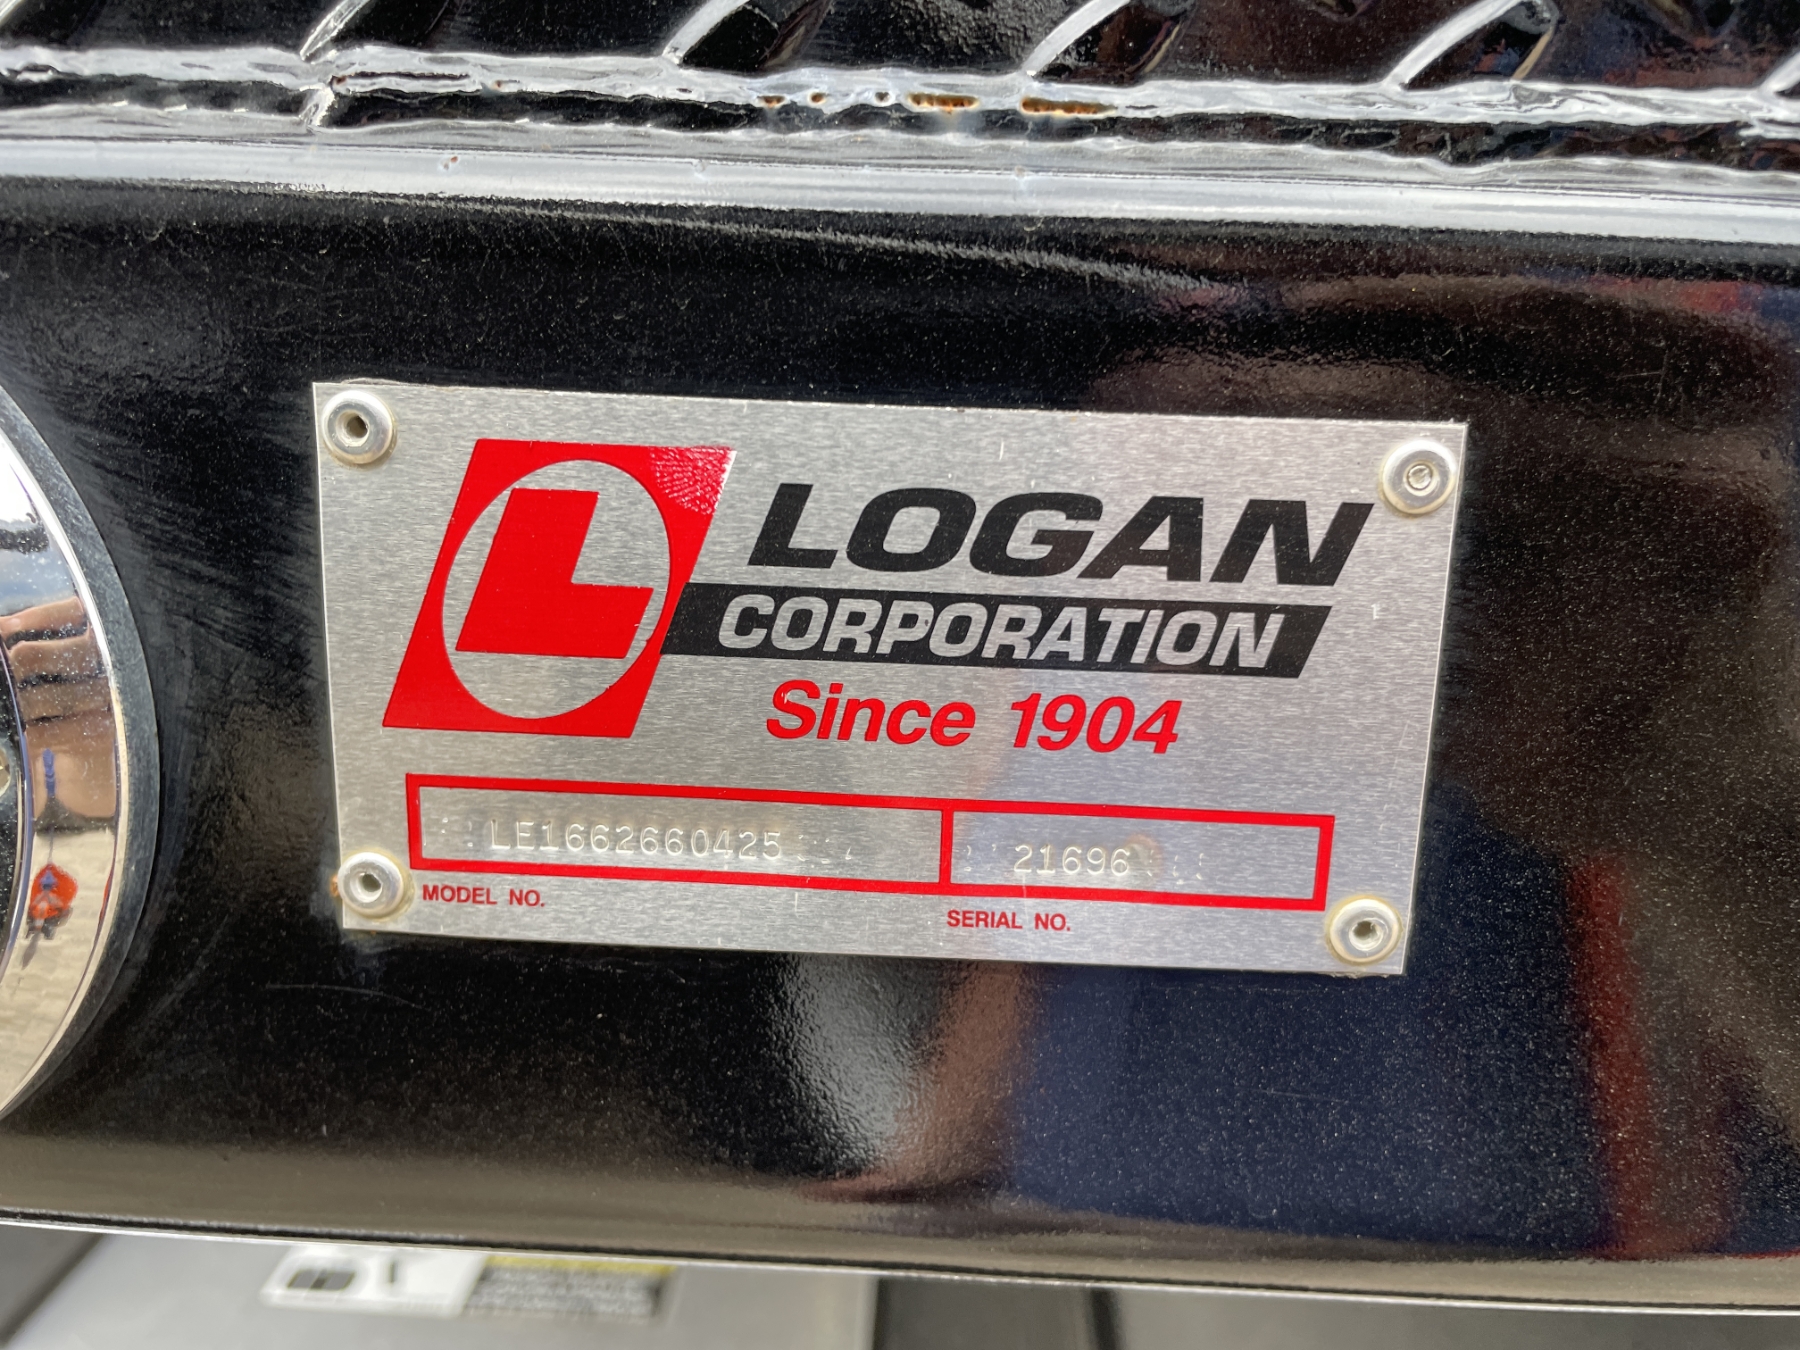 L LOGAN
CORPORATION
Since 1904
LE1662660425 21696
MODEL NO. SERIAL NO.